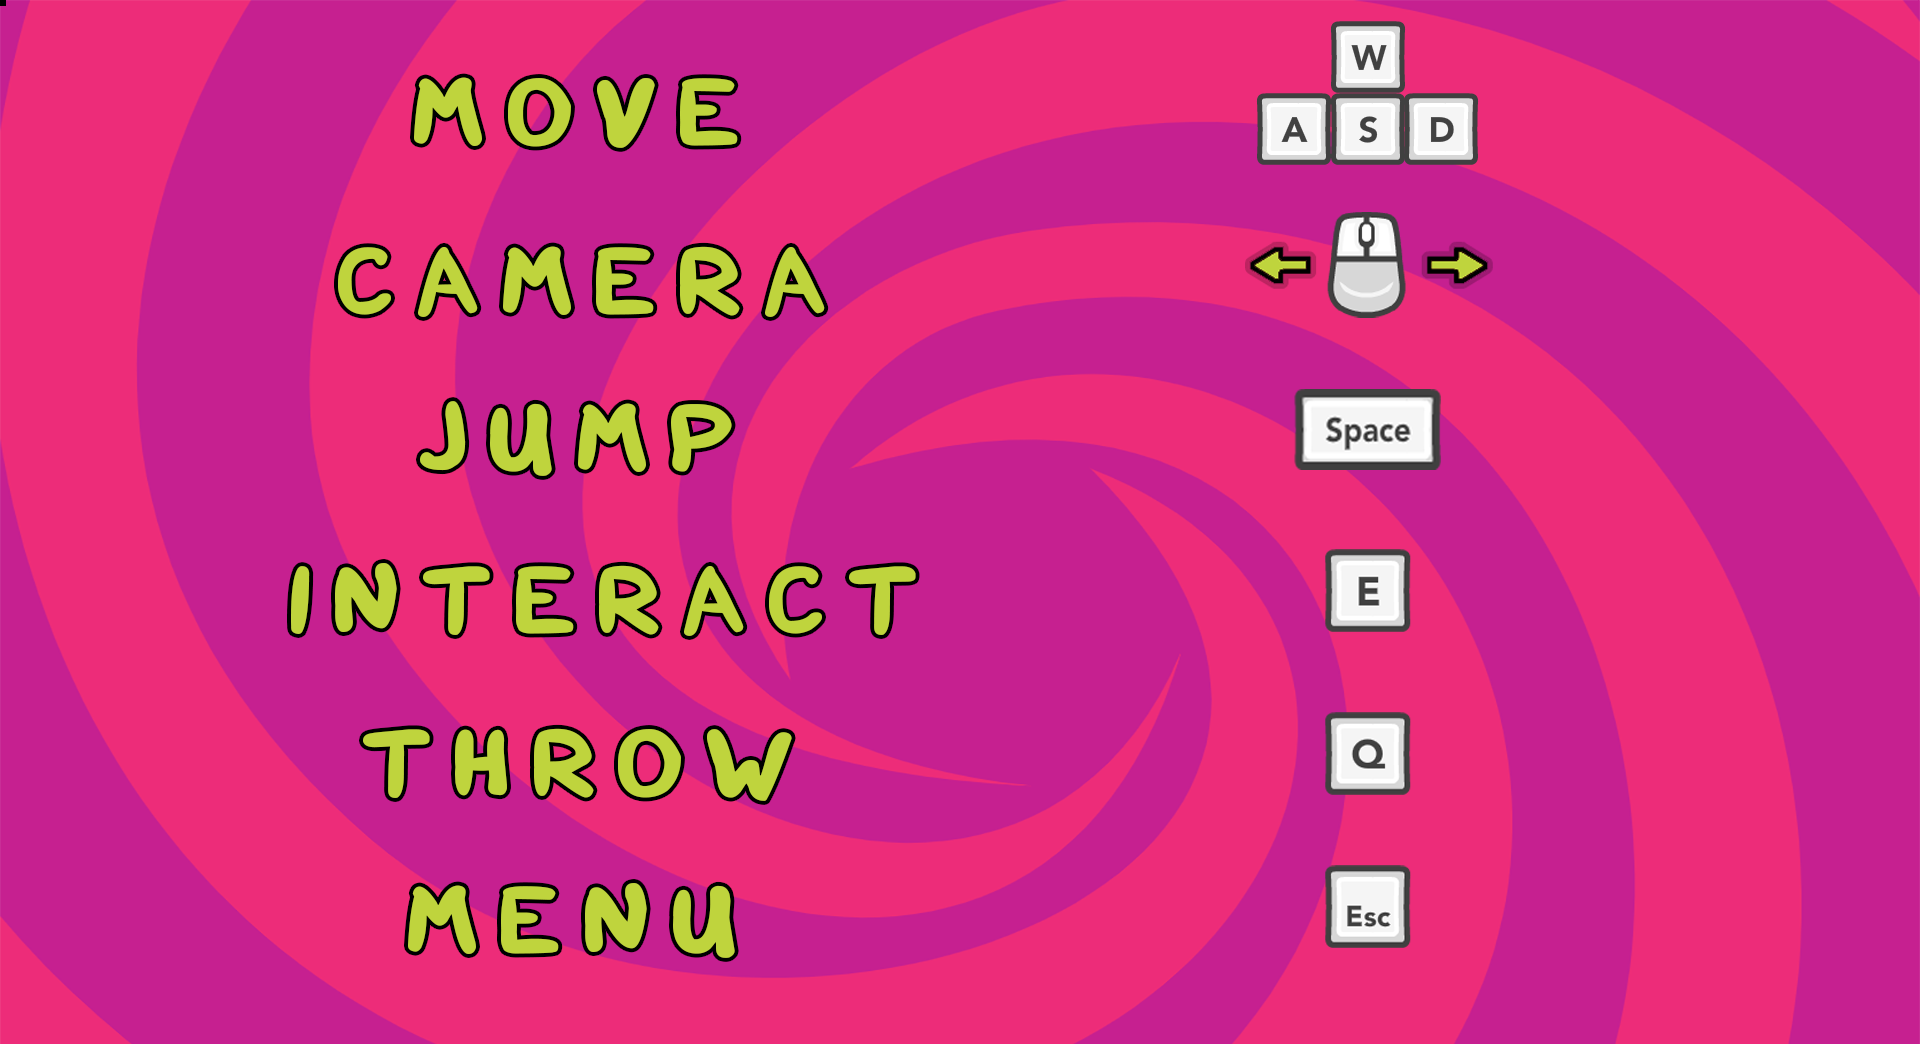 MOVE W
A S D
CAMERA
JUMP Space
INTERACT E
THROW Q
MENU Esc